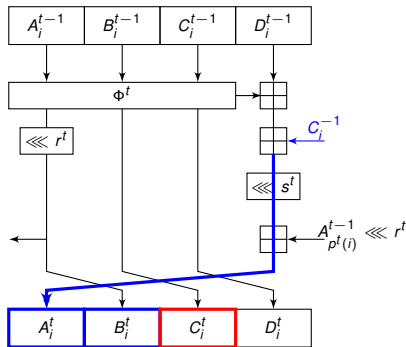 A_i^{t-1} B_i^{t-1} C_i^{t-1} D_i^{t-1}
Φ^t
C_i^{-1}
⋘ r^t
⋘ s^t
A_{p^t(i)}^{t-1} ⋘ r^t
A_i^t B_i^t C_i^t D_i^t